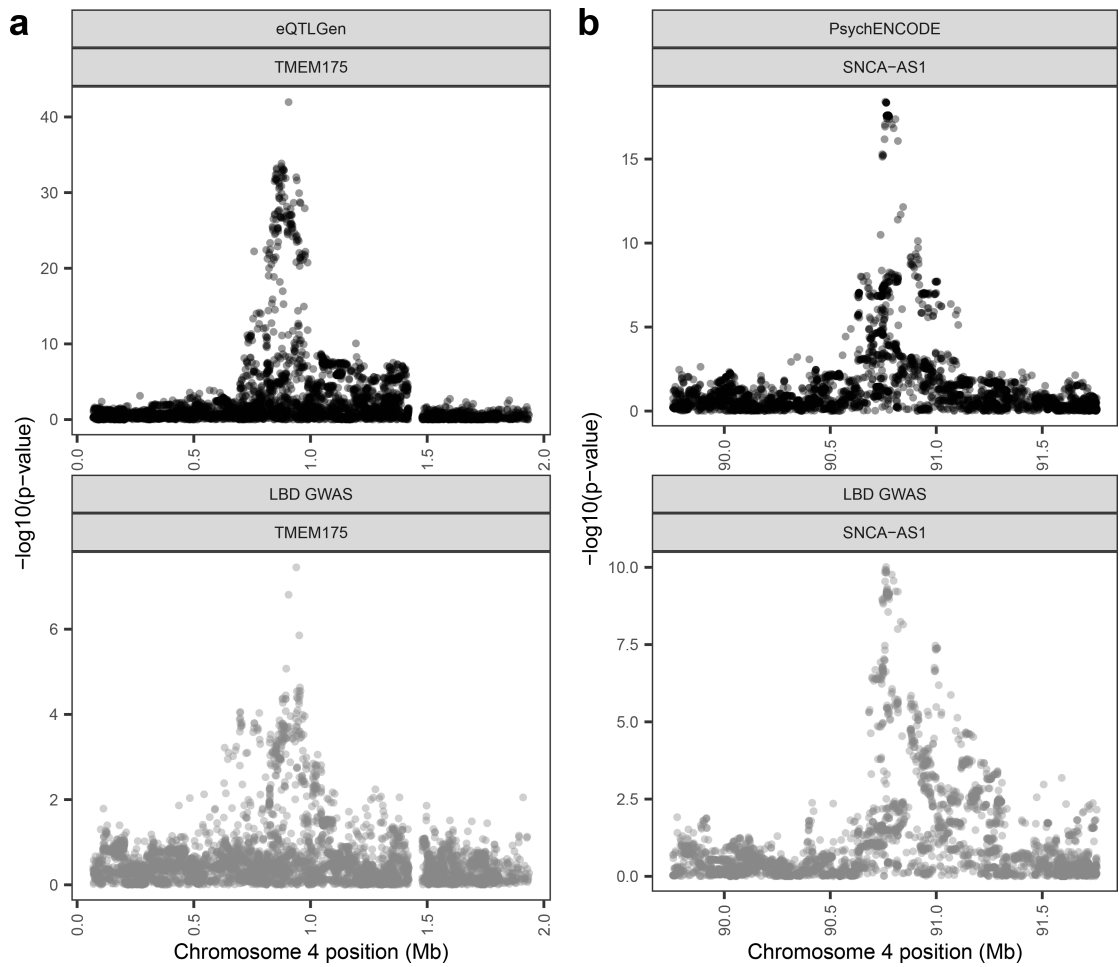 a
eQTLGen
TMEM175
40
30
20
10
0
0.0 0.5 1.0 1.5 2.0
LBD GWAS
TMEM175
6
4
2
0
0.0 0.5 1.0 1.5 2.0
−log10(p−value)
Chromosome 4 position (Mb)
b
PsychENCODE
SNCA−AS1
15
10
5
0
90.0 90.5 91.0 91.5
LBD GWAS
SNCA−AS1
10.0
7.5
5.0
2.5
0.0
90.0 90.5 91.0 91.5
−log10(p−value)
Chromosome 4 position (Mb)